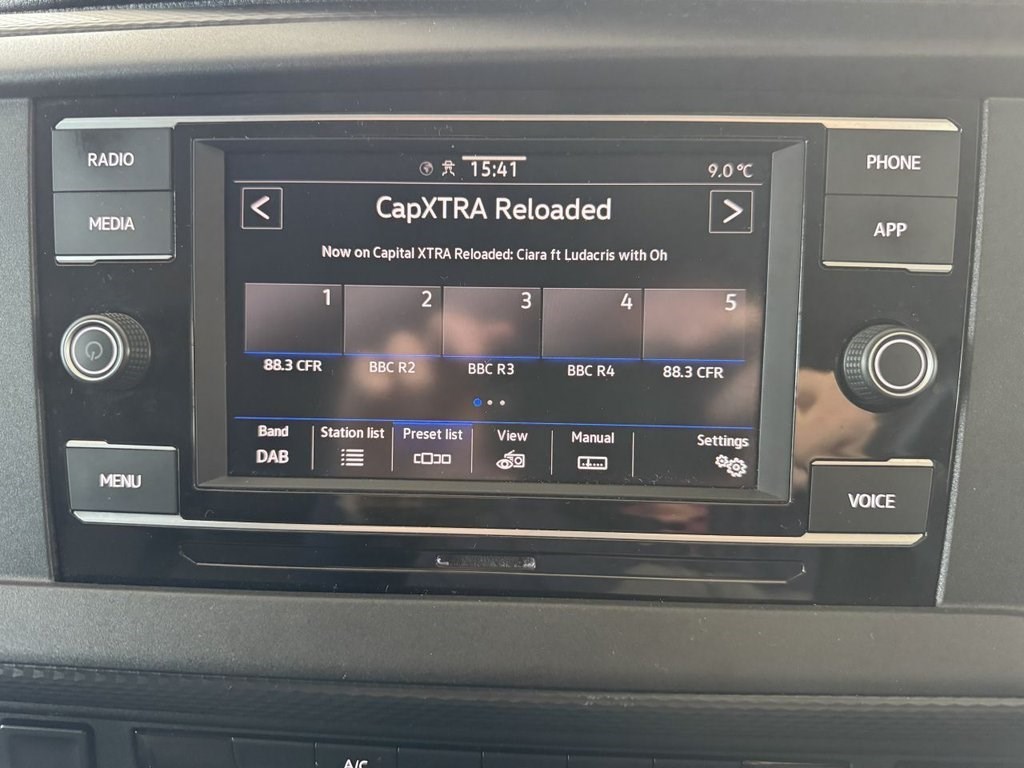 RADIO
MEDIA
MENU
15:41
9.0 °C
<
CapXTRA Reloaded
>
Now on Capital XTRA Reloaded: Ciara ft Ludacris with Oh
1
2
3
4
5
88.3 CFR
BBC R2
BBC R3
BBC R4
88.3 CFR
Band
DAB
Station list
Preset list
View
Manual
Settings
PHONE
APP
VOICE
A/C